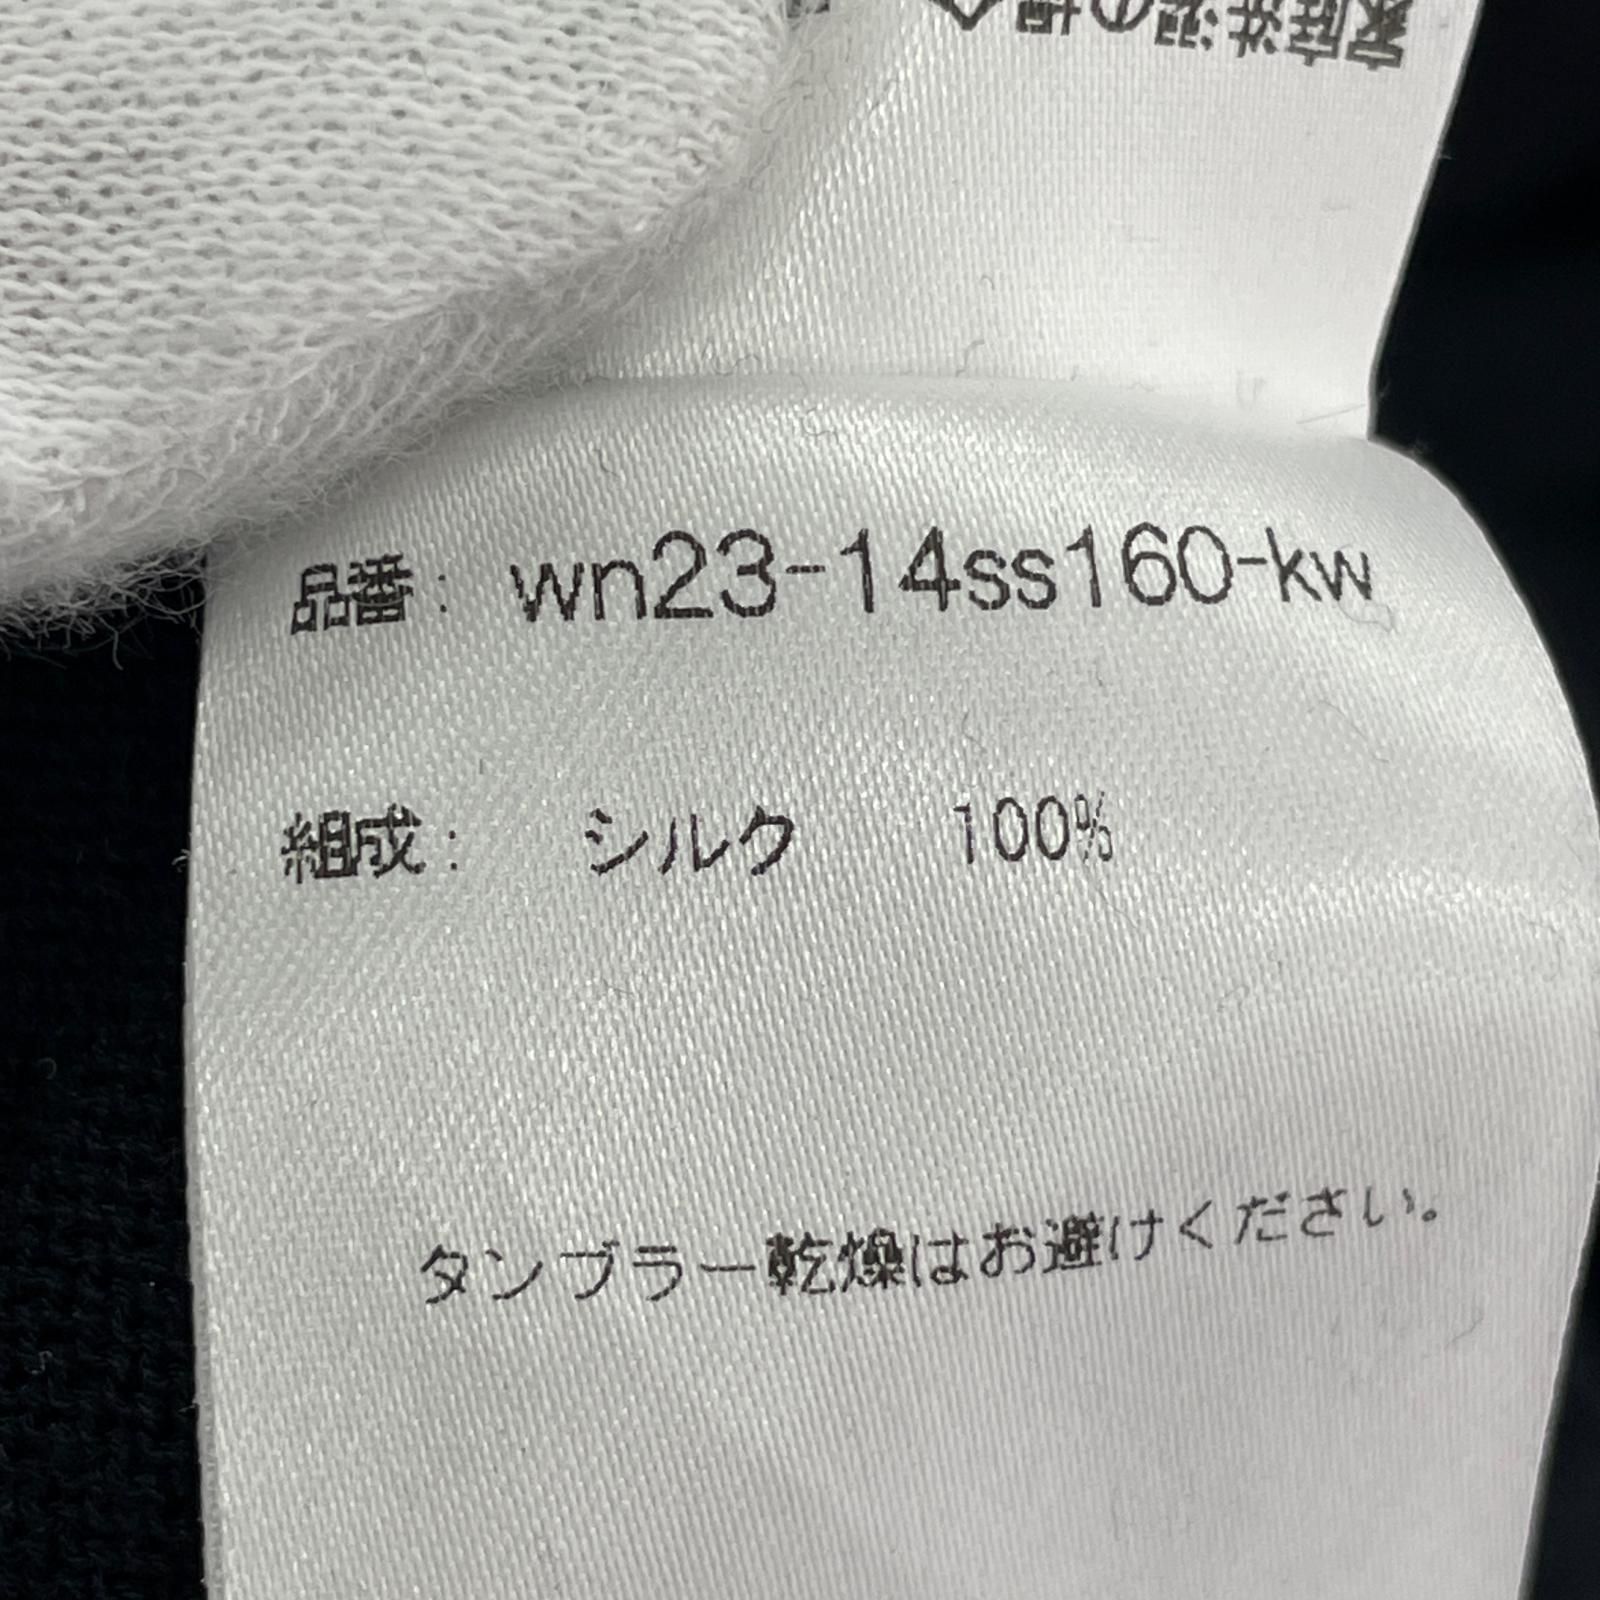 品番: wn23-14ss160-kw
組成: シルク 100%
タンブラー乾燥はお避けください。